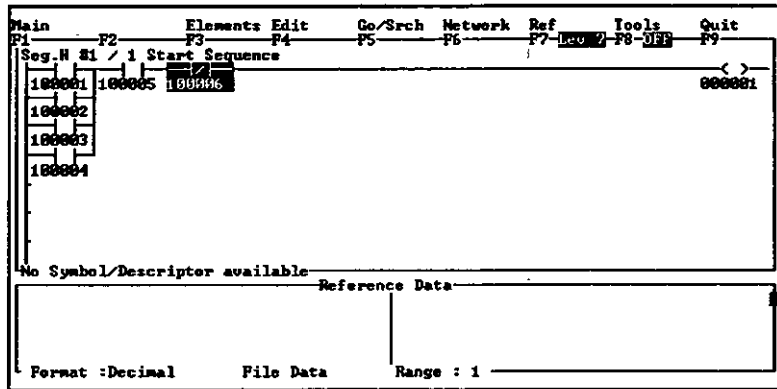 Main Elements Edit Go/Srch Network Ref Tools Quit
F1 F2 F3 F4 F5 F6 F7 Lev ? F8 OFF F9
Seg.H #1 / 1 Start Sequence
100001 100005 100006 000001
100002
100003
100004
No Symbol/Descriptor available
Reference Data
Format :Decimal File Data Range : 1